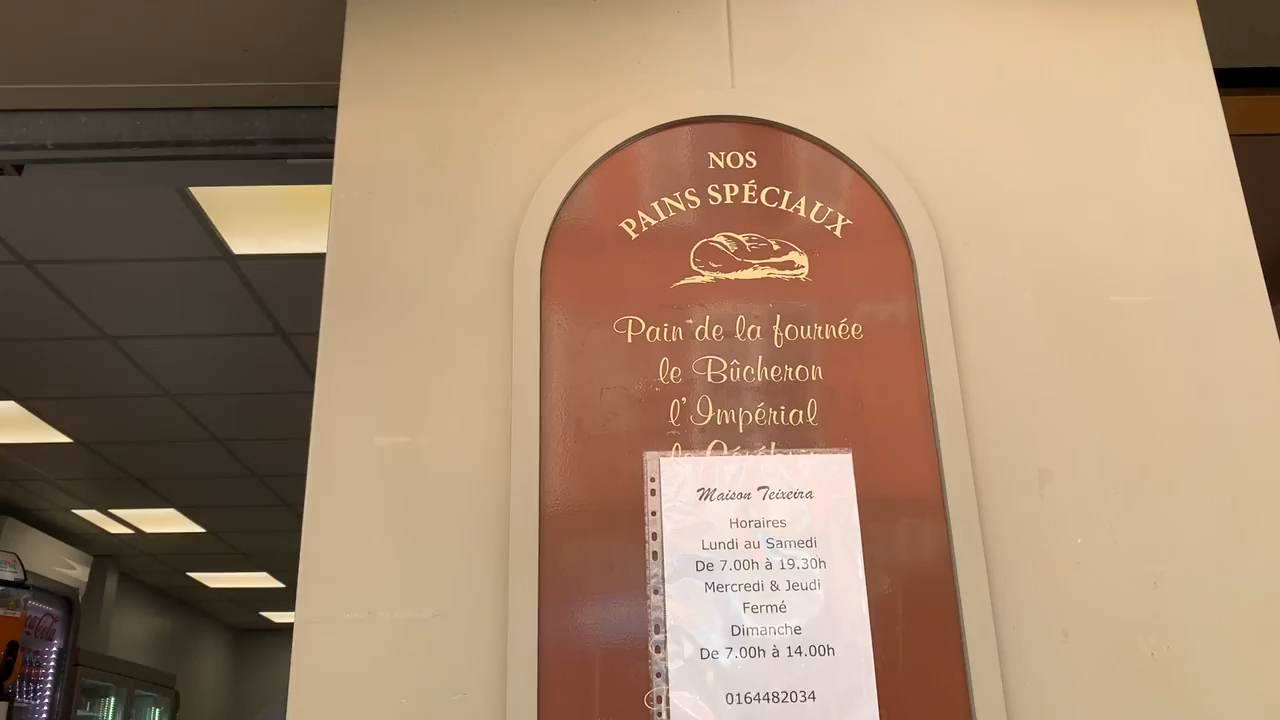 NOS
PAINS SPÉCIAUX
Pain de la fournée
le Bûcheron
l'Impérial
Maison Teixeira
Horaires
Lundi au Samedi
De 7.00h à 19.30h
Mercredi & Jeudi
Fermé
Dimanche
De 7.00h à 14.00h
0164482034